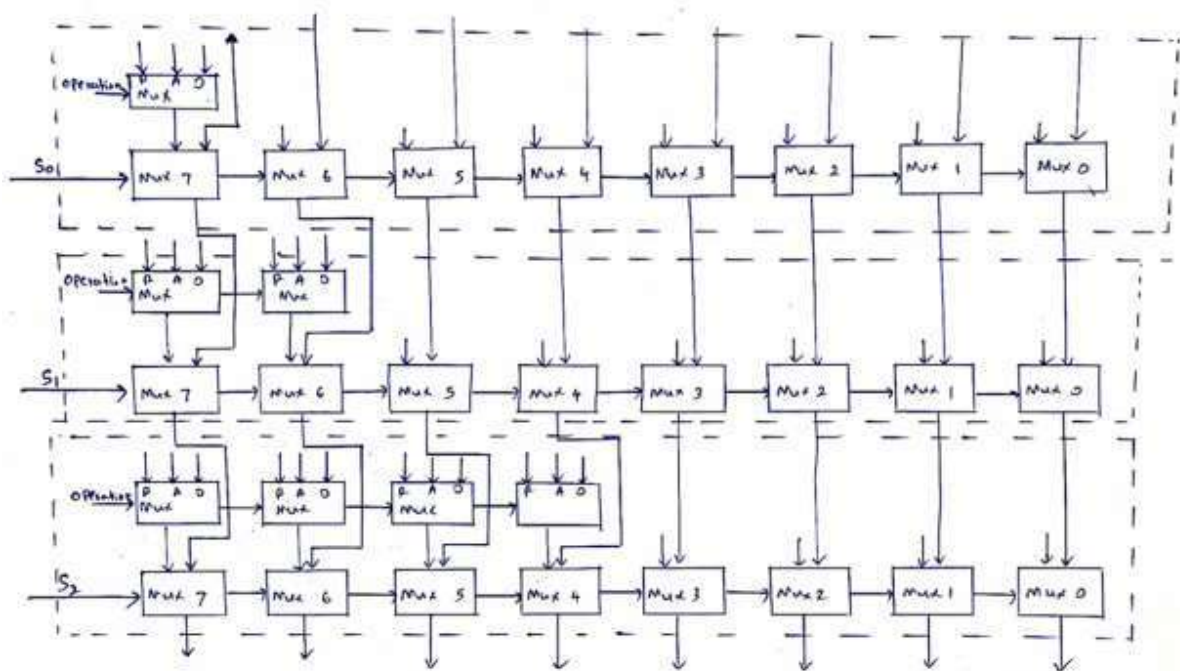 R A O
Operation Mux
S0 Mux 7 Mux 6 Mux 5 Mux 4 Mux 3 Mux 2 Mux 1 Mux 0
R A O R A O
Operation Mux Mux
S1 Mux 7 Mux 6 Mux 5 Mux 4 Mux 3 Mux 2 Mux 1 Mux 0
R A O R A O R A O R A O
Operation Mux Mux Mux
S2 Mux 7 Mux 6 Mux 5 Mux 4 Mux 3 Mux 2 Mux 1 Mux 0